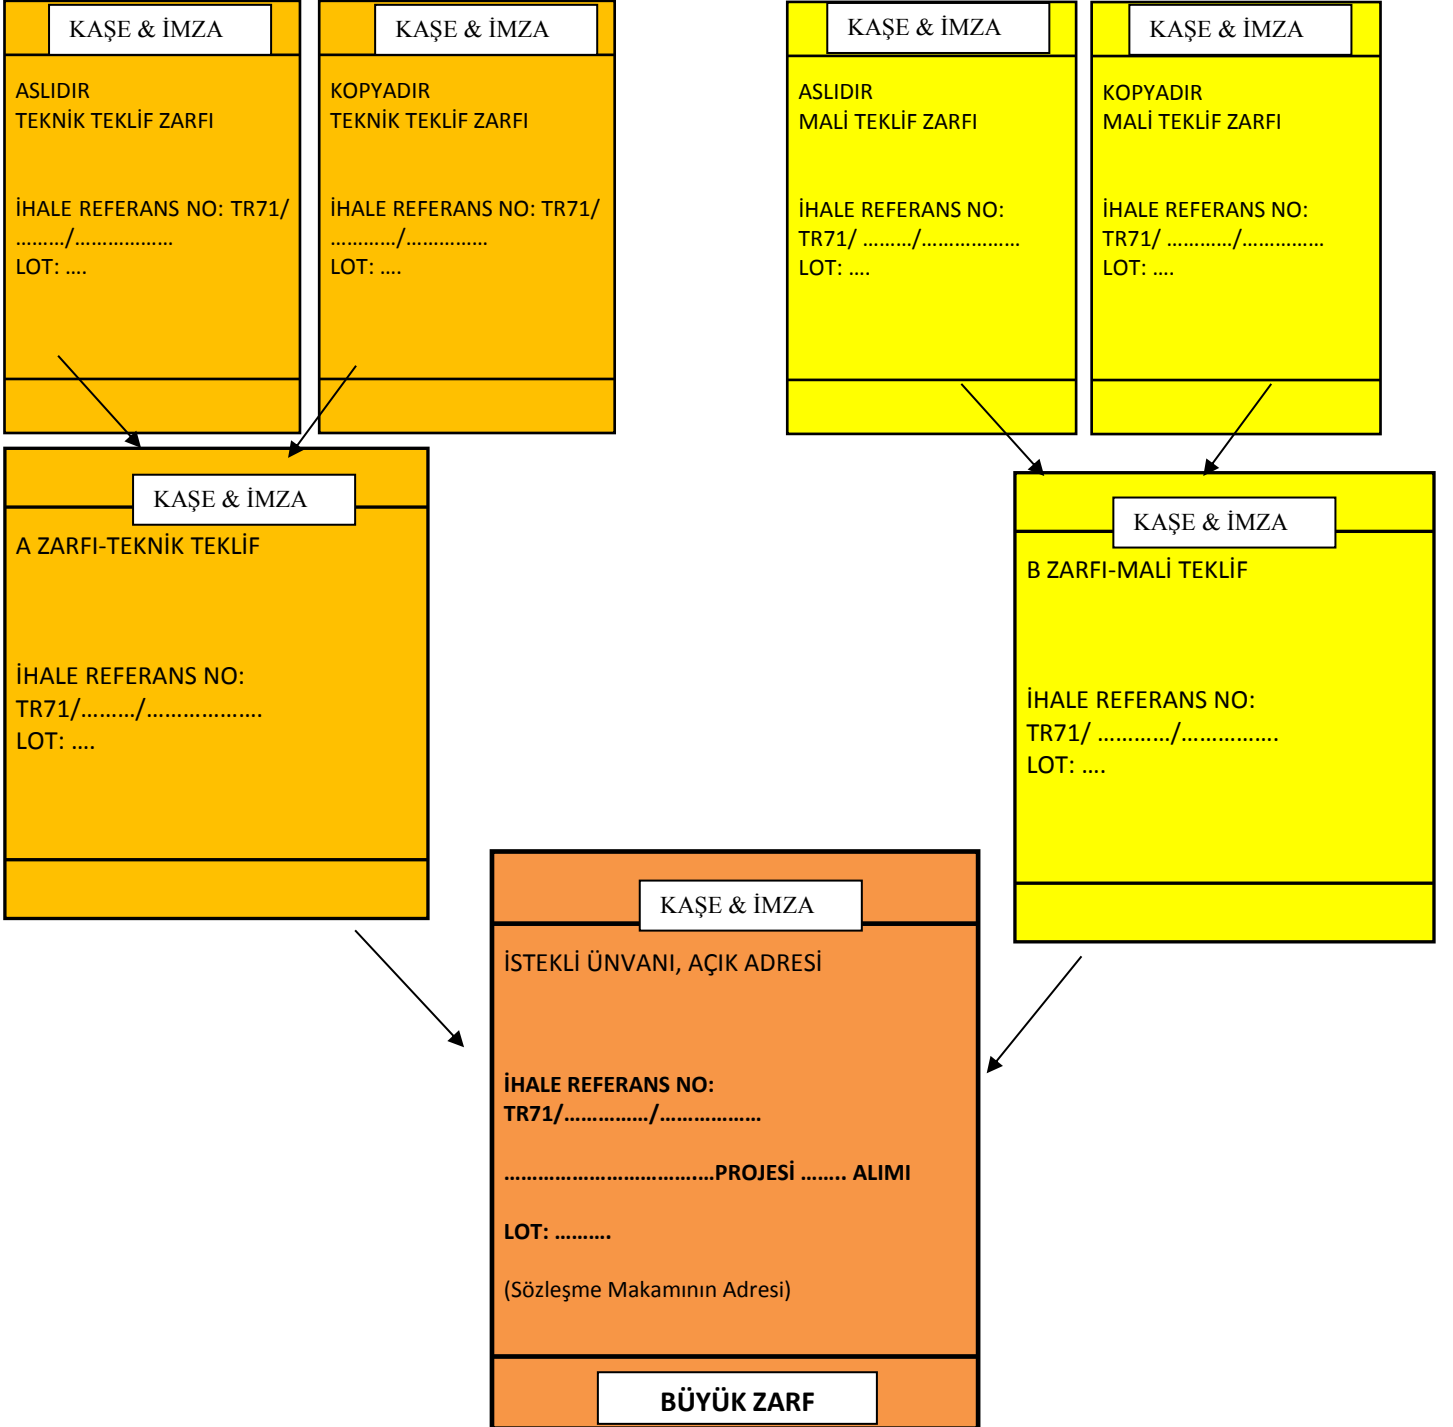 KAŞE & İMZA
ASLIDIR
TEKNİK TEKLİF ZARFI
İHALE REFERANS NO: TR71/
………/………………
LOT: ….
KAŞE & İMZA
KOPYADIR
TEKNİK TEKLİF ZARFI
İHALE REFERANS NO: TR71/
…………/……………
LOT: ….
KAŞE & İMZA
ASLIDIR
MALİ TEKLİF ZARFI
İHALE REFERANS NO:
TR71/ ………/………………
LOT: ….
KAŞE & İMZA
KOPYADIR
MALİ TEKLİF ZARFI
İHALE REFERANS NO:
TR71/ …………/……………
LOT: ….
KAŞE & İMZA
A ZARFI-TEKNİK TEKLİF
İHALE REFERANS NO:
TR71/………/……………….
LOT: ….
KAŞE & İMZA
B ZARFI-MALİ TEKLİF
İHALE REFERANS NO:
TR71/ …………/…………….
LOT: ….
KAŞE & İMZA
İSTEKLİ ÜNVANI, AÇIK ADRESİ
İHALE REFERANS NO:
TR71/……………/………………
……………………………….…PROJESİ …….. ALIMI
LOT: ……….
(Sözleşme Makamının Adresi)
BÜYÜK ZARF